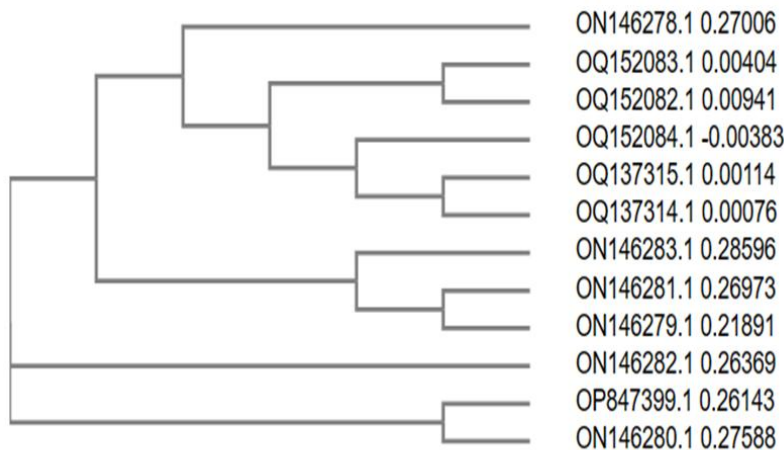 ON146278.1 0.27006
OQ152083.1 0.00404
OQ152082.1 0.00941
OQ152084.1 -0.00383
OQ137315.1 0.00114
OQ137314.1 0.00076
ON146283.1 0.28596
ON146281.1 0.26973
ON146279.1 0.21891
ON146282.1 0.26369
OP847399.1 0.26143
ON146280.1 0.27588